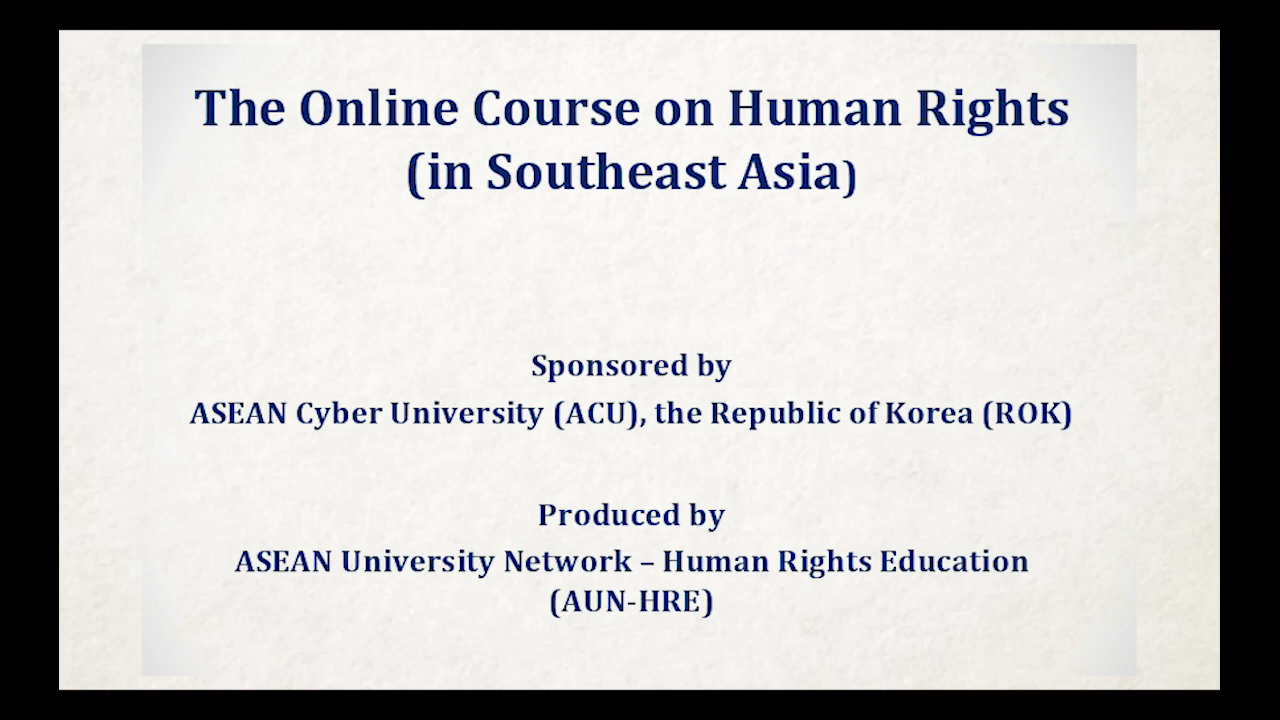 The Online Course on Human Rights
(in Southeast Asia)
Sponsored by
ASEAN Cyber University (ACU), the Republic of Korea (ROK)
Produced by
ASEAN University Network – Human Rights Education
(AUN-HRE)